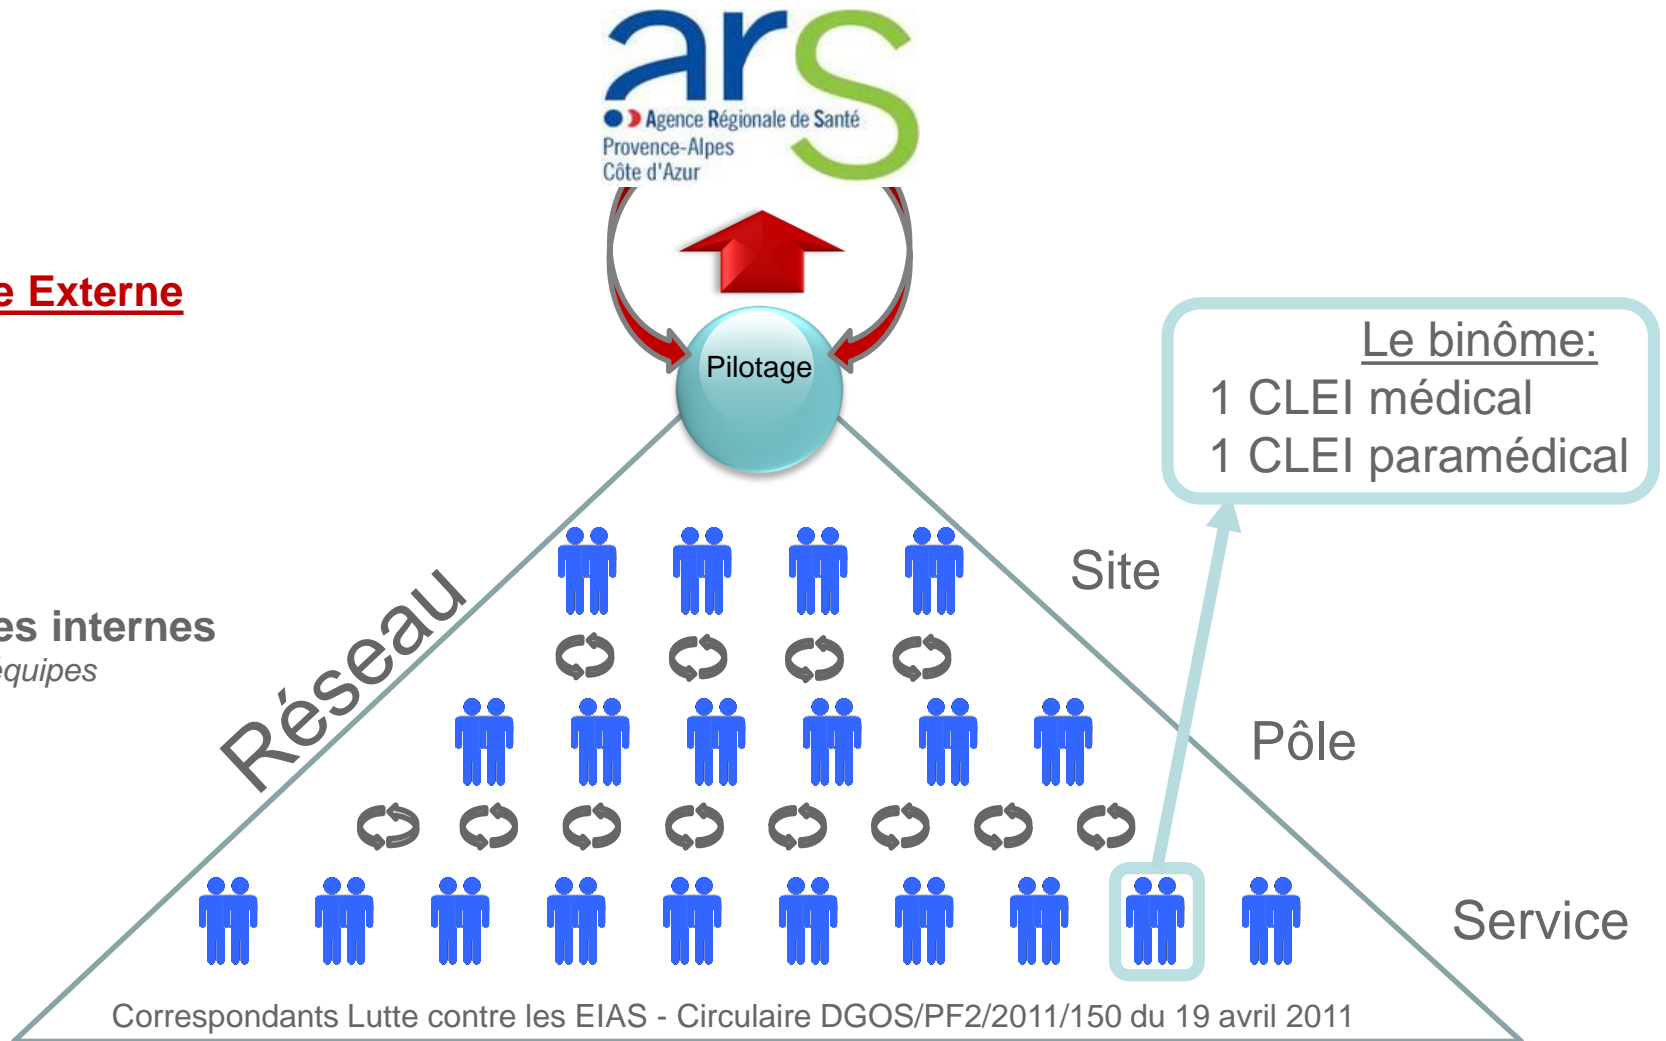 ars
Agence Régionale de Santé
Provence-Alpes
Côte d'Azur
e Externe
Pilotage
Le binôme:
1 CLEI médical
1 CLEI paramédical
Réseau
Site
es internes
équipes
Pôle
Service
Correspondants Lutte contre les EIAS - Circulaire DGOS/PF2/2011/150 du 19 avril 2011